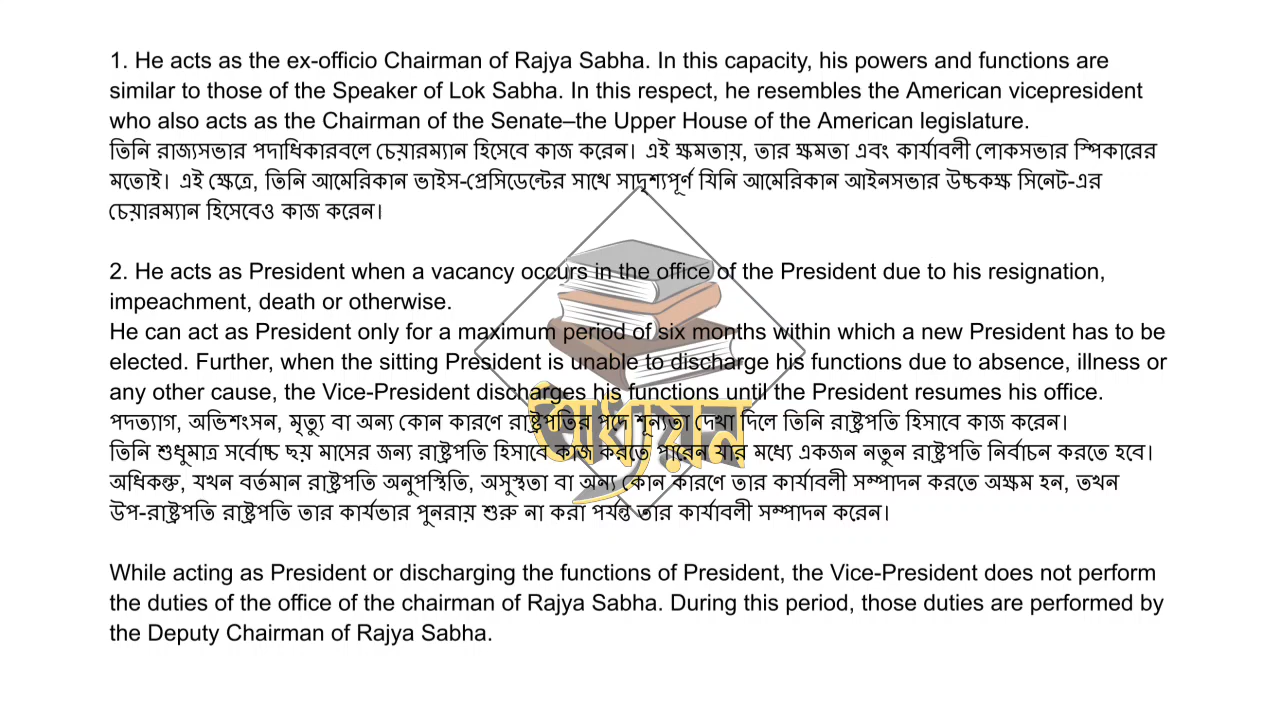 1. He acts as the ex-officio Chairman of Rajya Sabha. In this capacity, his powers and functions are
similar to those of the Speaker of Lok Sabha. In this respect, he resembles the American vicepresident
who also acts as the Chairman of the Senate–the Upper House of the American legislature.
তিনি রাজ্যসভার পদাধিকারবলে চেয়ারম্যান হিসেবে কাজ করেন। এই ক্ষমতায়, তার ক্ষমতা এবং কার্যাবলী লোকসভার স্পিকারের
মতোই। এই ক্ষেত্রে, তিনি আমেরিকান ভাইস-প্রেসিডেন্টের সাথে সাদৃশ্যপূর্ণ যিনি আমেরিকান আইনসভার উচ্চকক্ষ সিনেট-এর
চেয়ারম্যান হিসেবেও কাজ করেন।
2. He acts as President when a vacancy occurs in the office of the President due to his resignation,
impeachment, death or otherwise.
He can act as President only for a maximum period of six months within which a new President has to be
elected. Further, when the sitting President is unable to discharge his functions due to absence, illness or
any other cause, the Vice-President discharges his functions until the President resumes his office.
পদত্যাগ, অভিশংসন, মৃত্যু বা অন্য কোন কারণে রাষ্ট্রপতির পদে শূন্যতা দেখা দিলে তিনি রাষ্ট্রপতি হিসাবে কাজ করেন।
তিনি শুধুমাত্র সর্বোচ্চ ছয় মাসের জন্য রাষ্ট্রপতি হিসাবে কাজ করতে পারেন যার মধ্যে একজন নতুন রাষ্ট্রপতি নির্বাচন করতে হবে।
অধিকন্তু, যখন বর্তমান রাষ্ট্রপতি অনুপস্থিতি, অসুস্থতা বা অন্য কোন কারণে তার কার্যাবলী সম্পাদন করতে অক্ষম হন, তখন
উপ-রাষ্ট্রপতি রাষ্ট্রপতি তার কার্যভার পুনরায় শুরু না করা পর্যন্ত তার কার্যাবলী সম্পাদন করেন।
অধ্যয়ন
While acting as President or discharging the functions of President, the Vice-President does not perform
the duties of the office of the chairman of Rajya Sabha. During this period, those duties are performed by
the Deputy Chairman of Rajya Sabha.